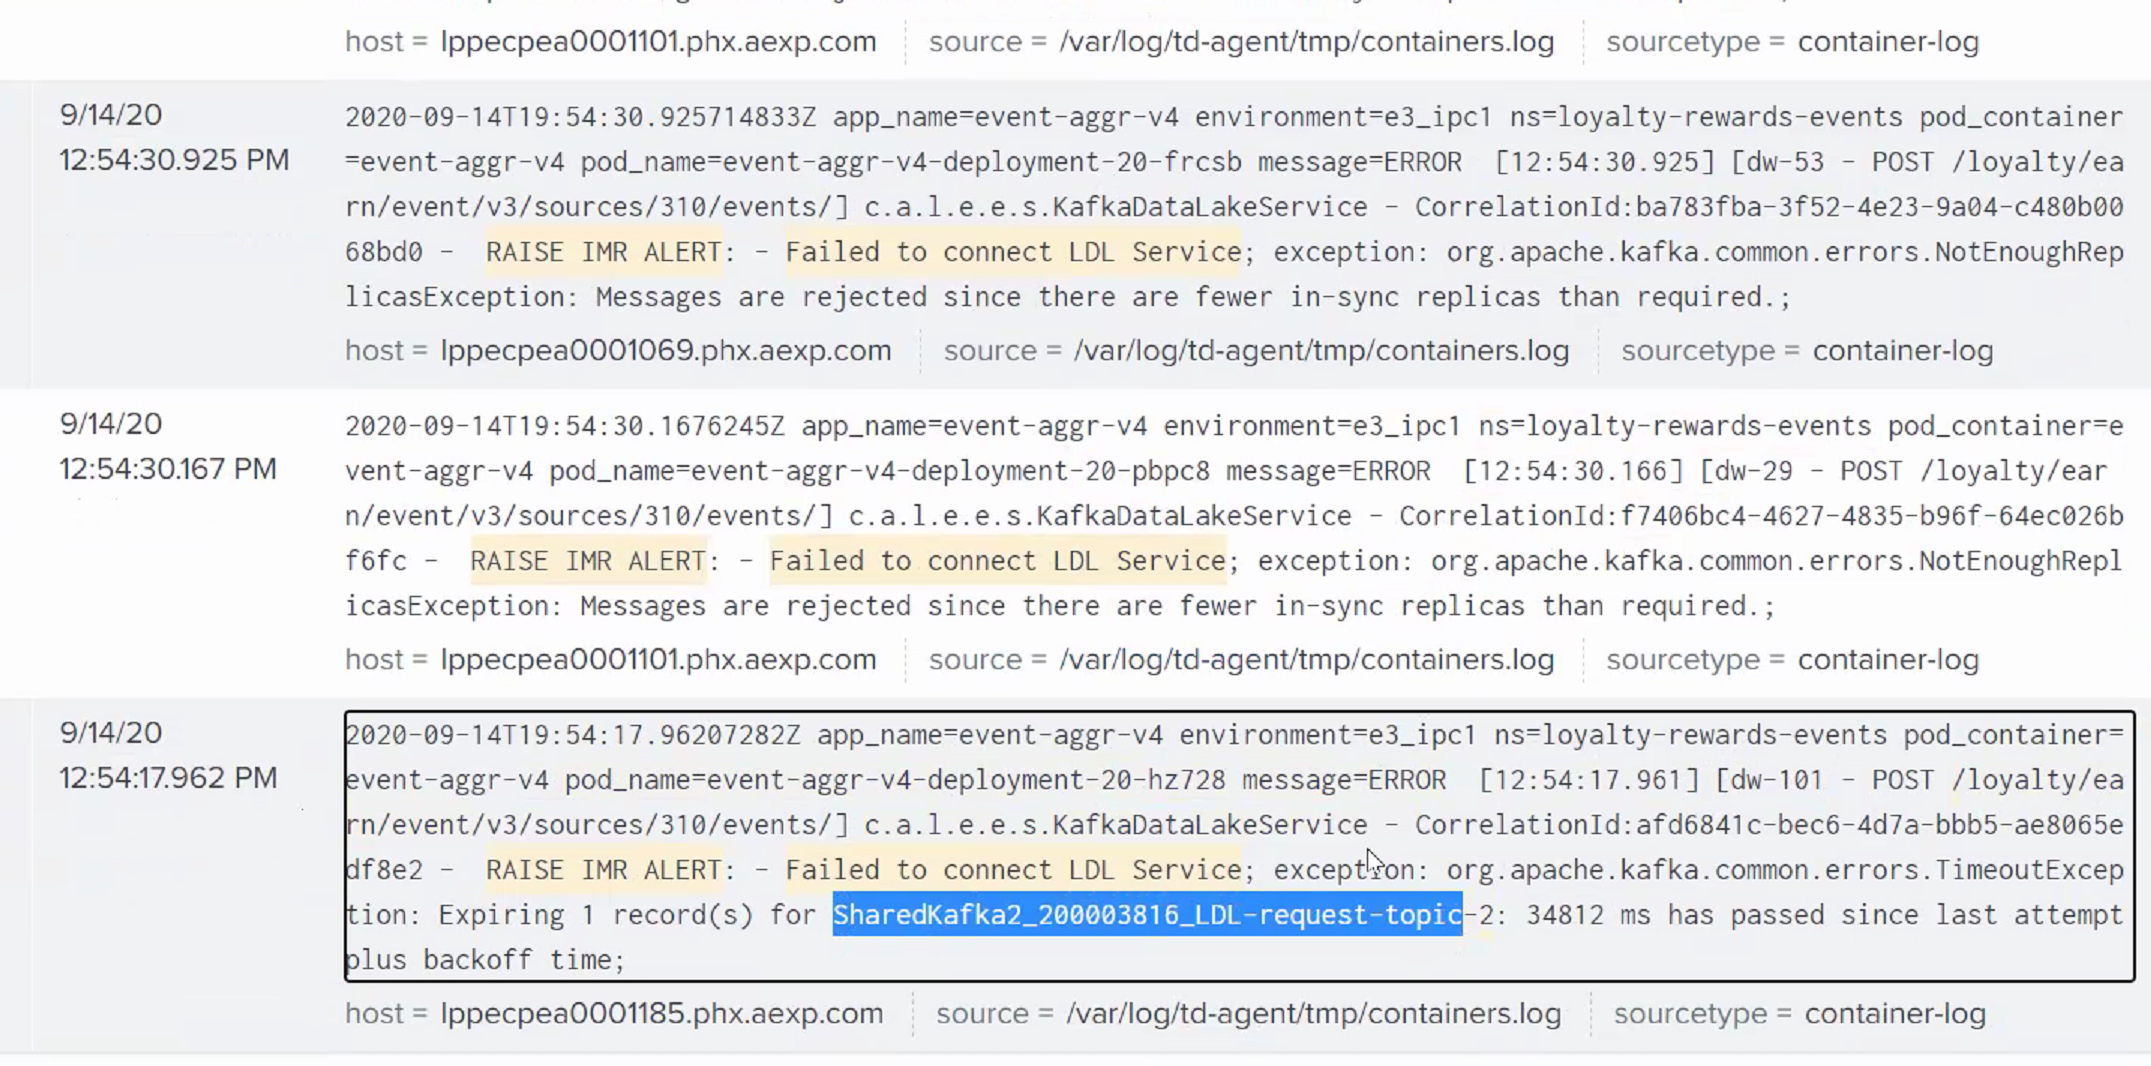 host = lppecpea0001101.phx.aexp.com source = /var/log/td-agent/tmp/containers.log sourcetype = container-log
9/14/20
12:54:30.925 PM
2020-09-14T19:54:30.925714833Z app_name=event-aggr-v4 environment=e3_ipc1 ns=loyalty-rewards-events pod_container
=event-aggr-v4 pod_name=event-aggr-v4-deployment-20-frcsb message=ERROR [12:54:30.925] [dw-53 - POST /loyalty/ea
rn/event/v3/sources/310/events/] c.a.l.e.e.s.KafkaDataLakeService - CorrelationId:ba783fba-3f52-4e23-9a04-c480b00
68bd0 - RAISE IMR ALERT: - Failed to connect LDL Service; exception: org.apache.kafka.common.errors.NotEnoughRep
licasException: Messages are rejected since there are fewer in-sync replicas than required.;
host = lppecpea0001069.phx.aexp.com source = /var/log/td-agent/tmp/containers.log sourcetype = container-log
9/14/20
12:54:30.167 PM
2020-09-14T19:54:30.1676245Z app_name=event-aggr-v4 environment=e3_ipc1 ns=loyalty-rewards-events pod_container=e
vent-aggr-v4 pod_name=event-aggr-v4-deployment-20-pbpc8 message=ERROR [12:54:30.166] [dw-29 - POST /loyalty/ear
n/event/v3/sources/310/events/] c.a.l.e.e.s.KafkaDataLakeService - CorrelationId:f7406bc4-4627-4835-b96f-64ec026b
f6fc - RAISE IMR ALERT: - Failed to connect LDL Service; exception: org.apache.kafka.common.errors.NotEnoughRepl
icasException: Messages are rejected since there are fewer in-sync replicas than required.;
host = lppecpea0001101.phx.aexp.com source = /var/log/td-agent/tmp/containers.log sourcetype = container-log
9/14/20
12:54:17.962 PM
2020-09-14T19:54:17.96207282Z app_name=event-aggr-v4 environment=e3_ipc1 ns=loyalty-rewards-events pod_container=
event-aggr-v4 pod_name=event-aggr-v4-deployment-20-hz728 message=ERROR [12:54:17.961] [dw-101 - POST /loyalty/ea
rn/event/v3/sources/310/events/] c.a.l.e.e.s.KafkaDataLakeService - CorrelationId:afd6841c-bec6-4d7a-bbb5-ae8065e
df8e2 - RAISE IMR ALERT: - Failed to connect LDL Service; exception: org.apache.kafka.common.errors.TimeoutExcep
tion: Expiring 1 record(s) for SharedKafka2_200003816_LDL-request-topic-2: 34812 ms has passed since last attempt
plus backoff time;
host = lppecpea0001185.phx.aexp.com source = /var/log/td-agent/tmp/containers.log sourcetype = container-log